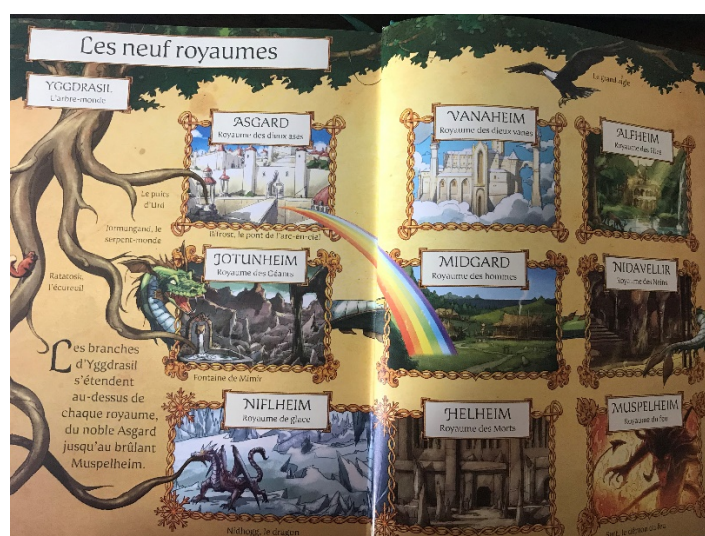 Les neuf royaumes
YGGDRASIL
L'arbre-monde
Le grand aigle
ASGARD
Royaume des dieux ases
VANAHEIM
Royaume des dieux vanes
ALFHEIM
Royaume des Elfes
Le puits
d'Urd
Jormungand, le
serpent-monde
Bifrost, le pont de l'arc-en-ciel
Ratatosk,
l'écureuil
JOTUNHEIM
Royaume des Géants
MIDGARD
Royaume des hommes
NIDAVELLIR
Royaume des Nains
Fontaine de Mimir
Les branches
d'Yggdrasil
s'étendent
au-dessus de
chaque royaume,
du noble Asgard
jusqu'au brûlant
Muspelheim.
NIFLHEIM
Royaume de glace
HELHEIM
Royaume des Morts
MUSPELHEIM
Royaume du feu
Nidhogg, le dragon